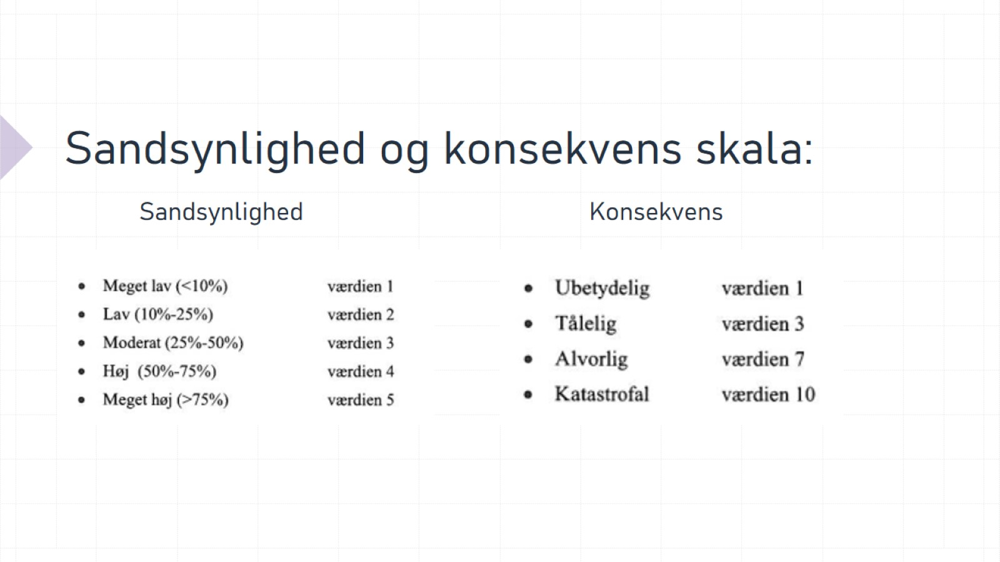 Sandsynlighed og konsekvens skala:
Sandsynlighed
• Meget lav (<10%) værdien 1
• Lav (10%-25%) værdien 2
• Moderat (25%-50%) værdien 3
• Høj (50%-75%) værdien 4
• Meget høj (>75%) værdien 5
Konsekvens
• Ubetydelig værdien 1
• Tålelig værdien 3
• Alvorlig værdien 7
• Katastrofal værdien 10